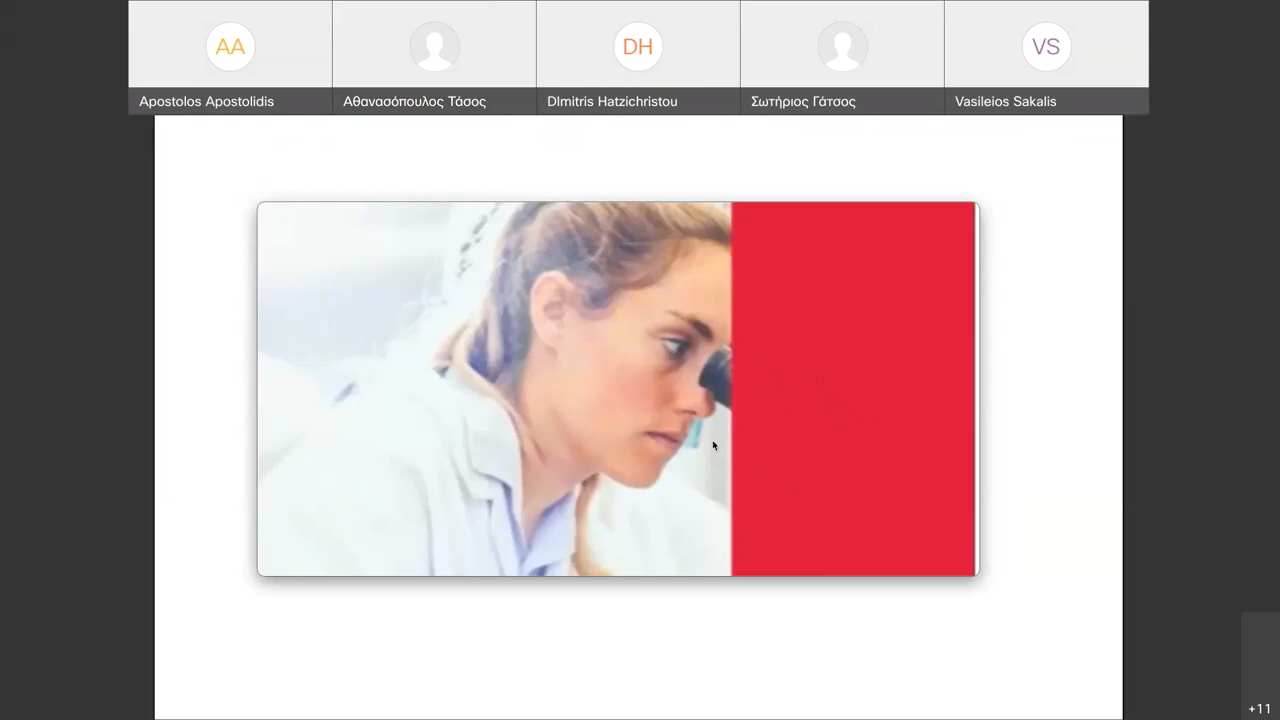 AA
DH
VS
Apostolos Apostolidis
Αθανασόπουλος Τάσος
DImitris Hatzichristou
Σωτήριος Γάτσος
Vasileios Sakalis
+11